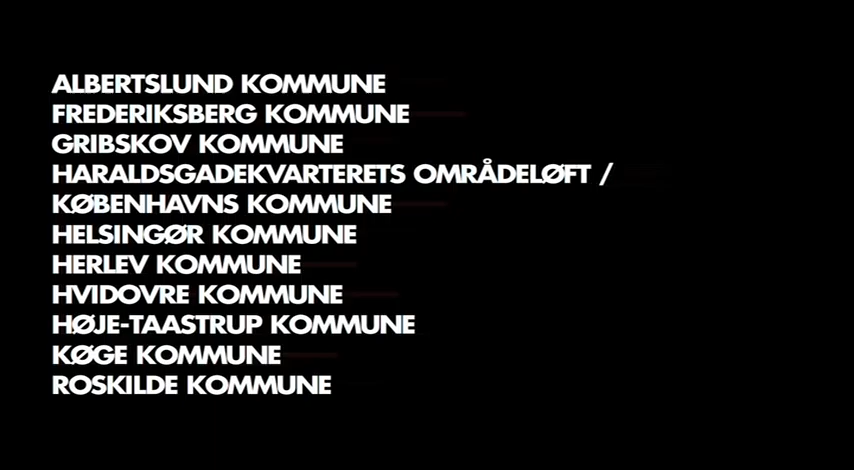 ALBERTSLUND KOMMUNE
FREDERIKSBERG KOMMUNE
GRIBSKOV KOMMUNE
HARALDSGADEKVARTERETS OMRÅDELØFT /
KØBENHAVNS KOMMUNE
HELSINGØR KOMMUNE
HERLEV KOMMUNE
HVIDOVRE KOMMUNE
HØJE-TAASTRUP KOMMUNE
KØGE KOMMUNE
ROSKILDE KOMMUNE